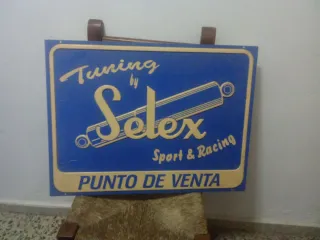 Tuning
by
Selex
Sport & Racing
PUNTO DE VENTA